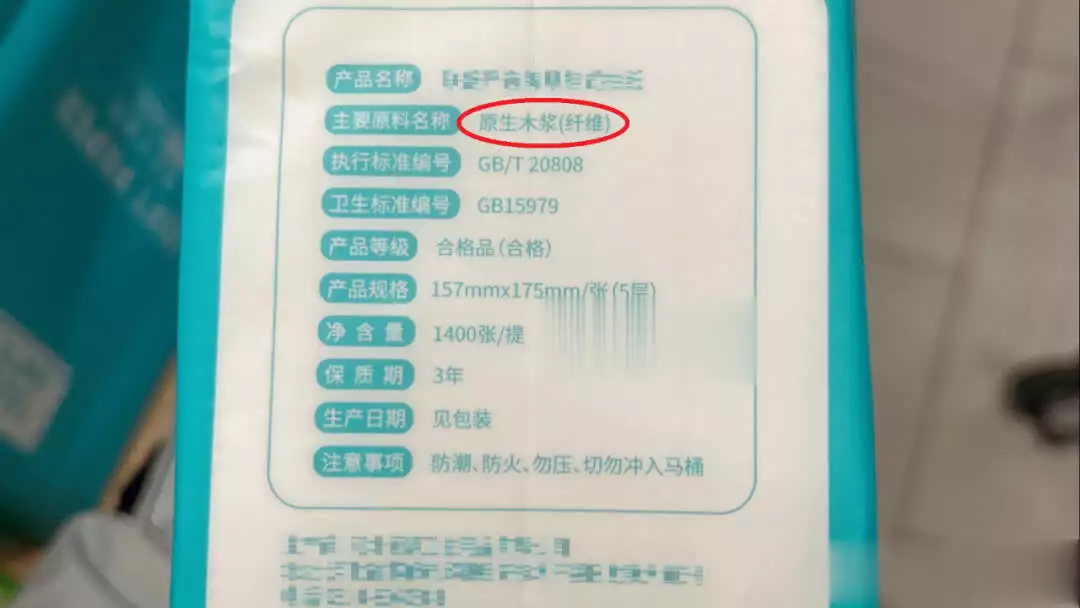 产品名称
主要原料名称 原生木浆(纤维)
执行标准编号 GB/T 20808
卫生标准编号 GB15979
产品等级 合格品(合格)
产品规格 157mmx175mm/张(5层)
净含量 1400张/提
保质期 3年
生产日期 见包装
注意事项 防潮、防火、勿压、切勿冲入马桶